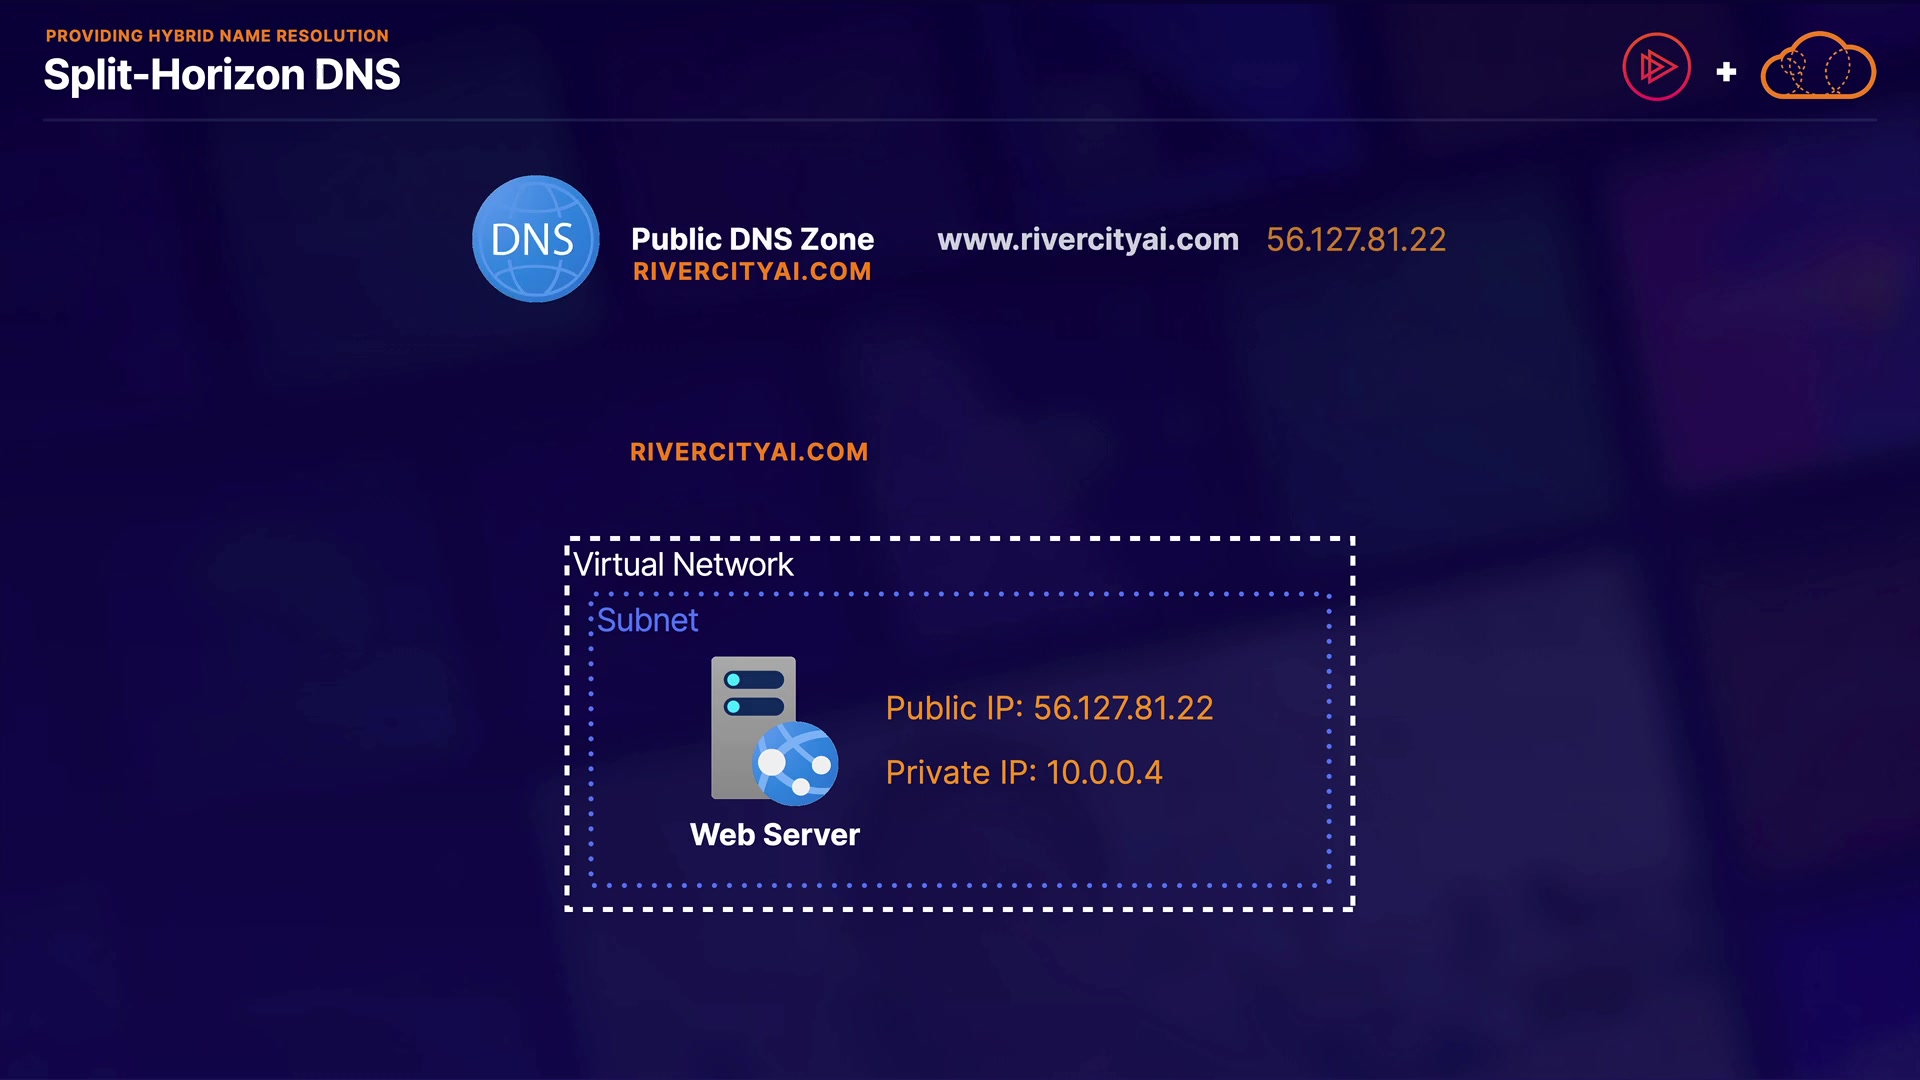 PROVIDING HYBRID NAME RESOLUTION
Split-Horizon DNS
DNS
Public DNS Zone
www.rivercityai.com
56.127.81.22
RIVERCITYAI.COM
RIVERCITYAI.COM
Virtual Network
Subnet
Public IP: 56.127.81.22
Private IP: 10.0.0.4
Web Server